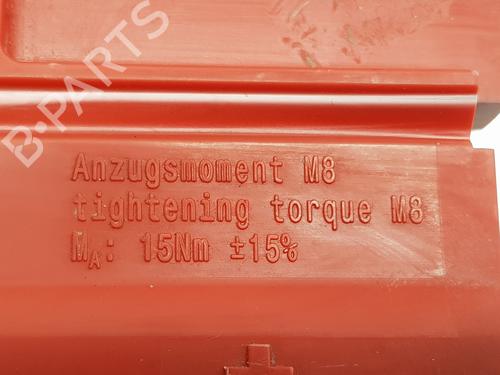 B-PARTS
Anzugsmoment M8
tightening torque M8
MA: 15Nm ±15%